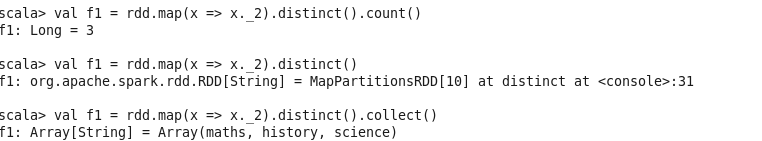 scala> val f1 = rdd.map(x => x._2).distinct().count()
f1: Long = 3
scala> val f1 = rdd.map(x => x._2).distinct()
f1: org.apache.spark.rdd.RDD[String] = MapPartitionsRDD[10] at distinct at <console>:31
scala> val f1 = rdd.map(x => x._2).distinct().collect()
f1: Array[String] = Array(maths, history, science)